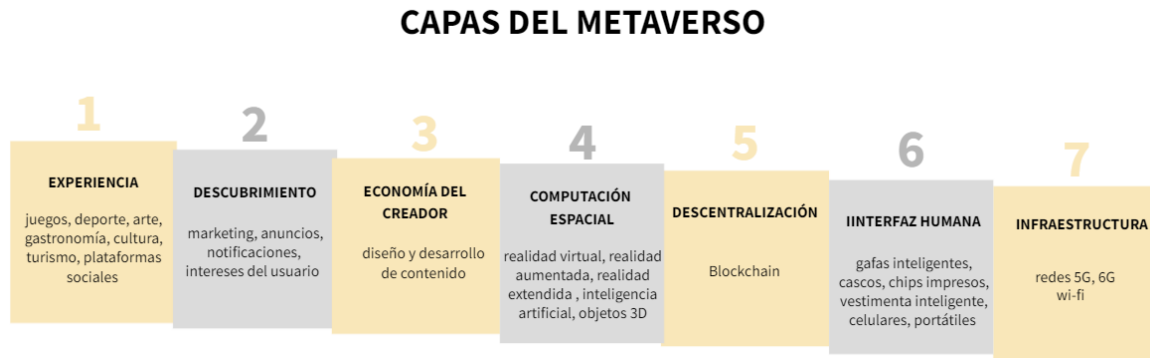 CAPAS DEL METAVERSO
1
EXPERIENCIA
juegos, deporte, arte,
gastronomía, cultura,
turismo, plataformas
sociales
2
DESCUBRIMIENTO
marketing, anuncios,
notificaciones,
intereses del usuario
3
ECONOMÍA DEL
CREADOR
diseño y desarrollo
de contenido
4
COMPUTACIÓN
ESPACIAL
realidad virtual, realidad
aumentada, realidad
extendida , inteligencia
artificial, objetos 3D
5
DESCENTRALIZACIÓN
Blockchain
6
IINTERFAZ HUMANA
gafas inteligentes,
cascos, chips impresos,
vestimenta inteligente,
celulares, portátiles
7
INFRAESTRUCTURA
redes 5G, 6G
wi-fi